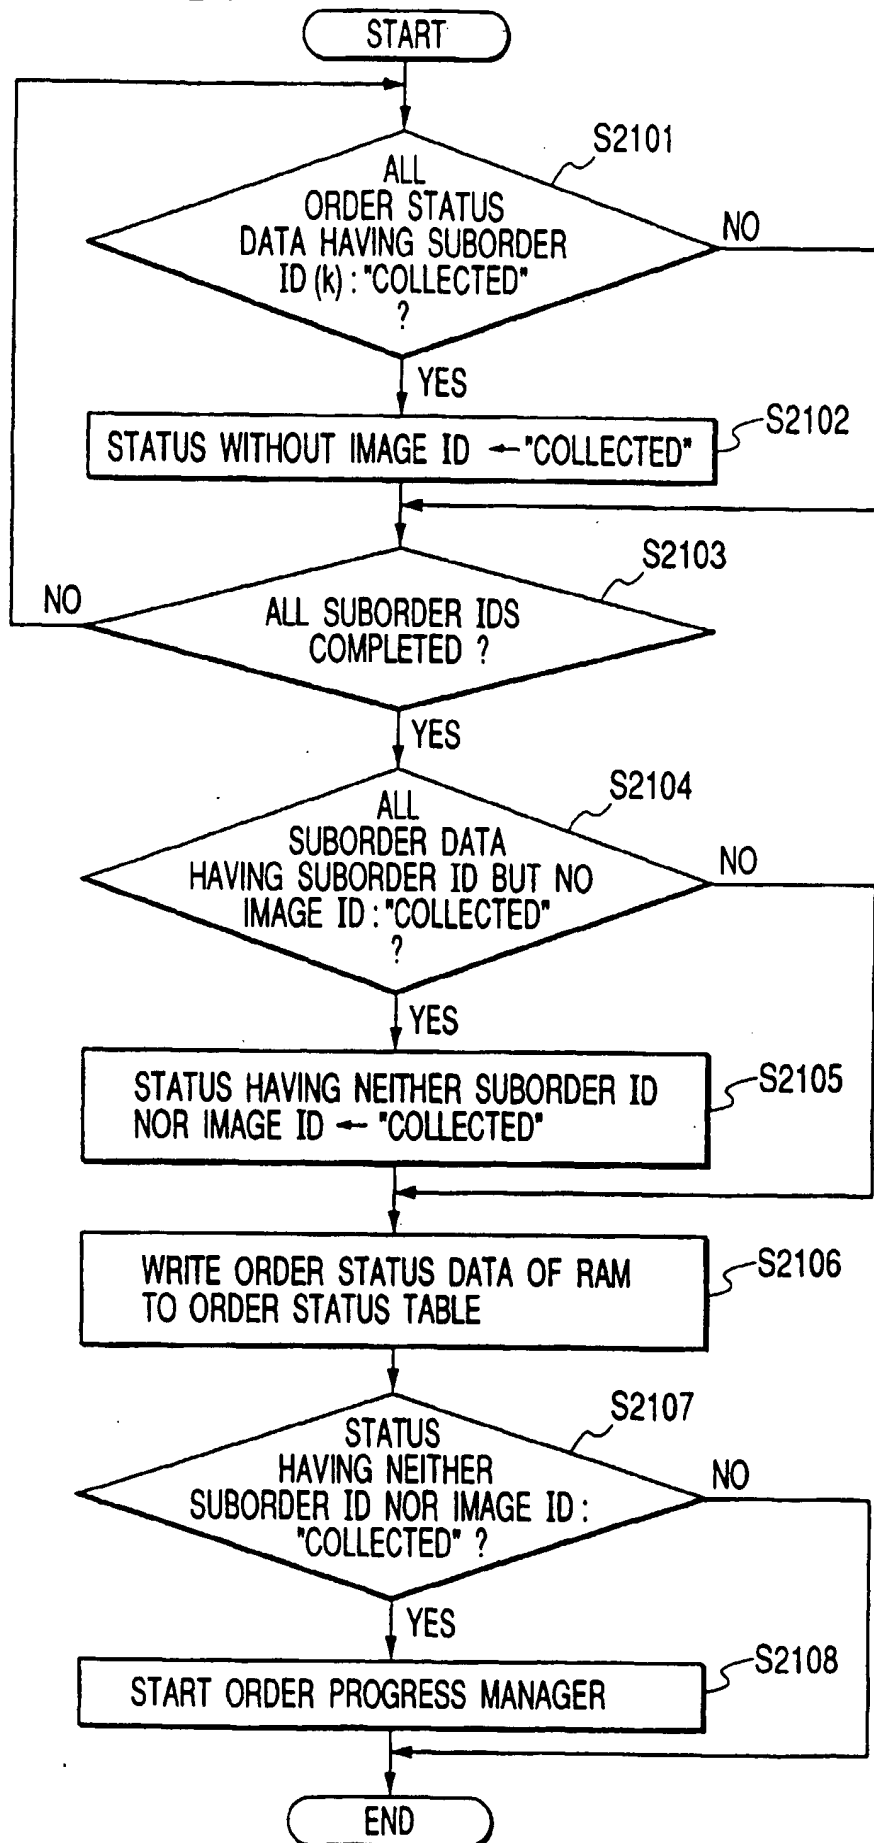 START
S2101
ALL
ORDER STATUS
DATA HAVING SUBORDER
ID (k) : "COLLECTED"
?
NO
YES
S2102
STATUS WITHOUT IMAGE ID ← "COLLECTED"
S2103
NO
ALL SUBORDER IDS
COMPLETED ?
YES
S2104
ALL
SUBORDER DATA
HAVING SUBORDER ID BUT NO
IMAGE ID : "COLLECTED"
?
NO
YES
S2105
STATUS HAVING NEITHER SUBORDER ID
NOR IMAGE ID ← "COLLECTED"
S2106
WRITE ORDER STATUS DATA OF RAM
TO ORDER STATUS TABLE
S2107
STATUS
HAVING NEITHER
SUBORDER ID NOR IMAGE ID :
"COLLECTED" ?
NO
YES
S2108
START ORDER PROGRESS MANAGER
END